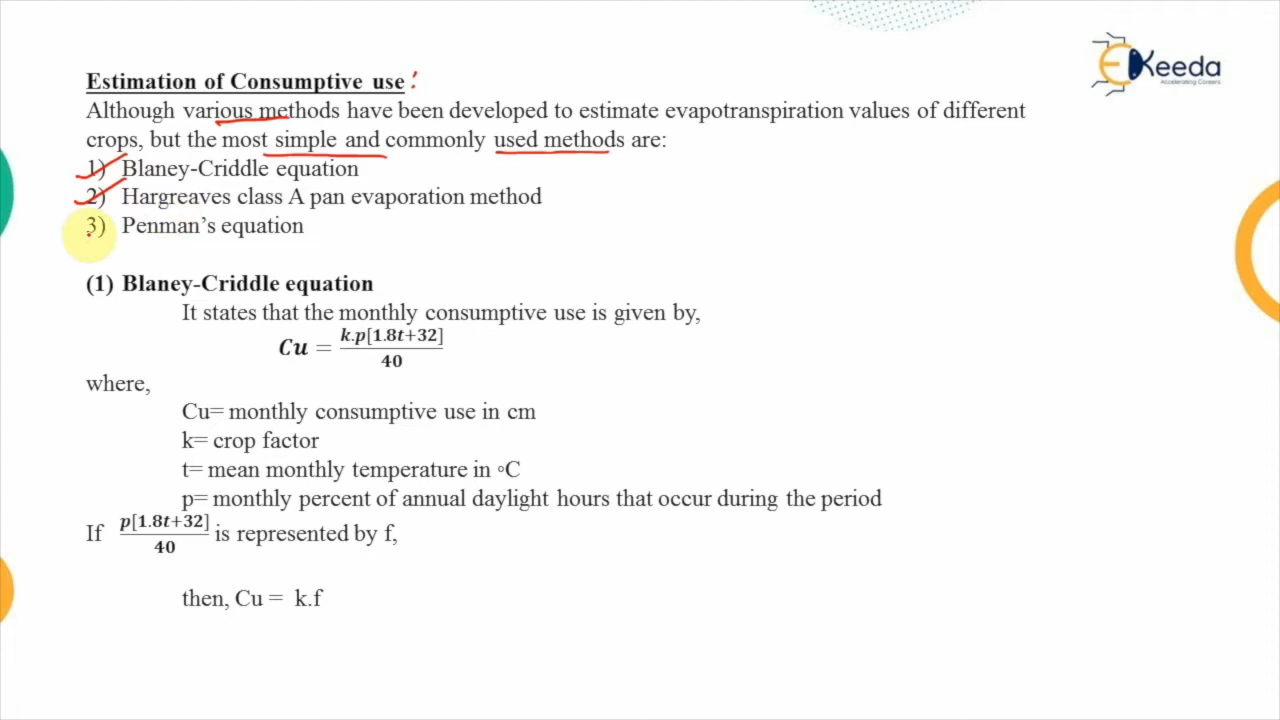 EKeeda
Accelerating Careers
Estimation of Consumptive use :
Although various methods have been developed to estimate evapotranspiration values of different
crops, but the most simple and commonly used methods are:
1) Blaney-Criddle equation
2) Hargreaves class A pan evaporation method
3) Penman’s equation
(1) Blaney-Criddle equation
It states that the monthly consumptive use is given by,
Cu = k.p[1.8t+32]/40
where,
Cu= monthly consumptive use in cm
k= crop factor
t= mean monthly temperature in ◦C
p= monthly percent of annual daylight hours that occur during the period
If p[1.8t+32]/40 is represented by f,
then, Cu = k.f